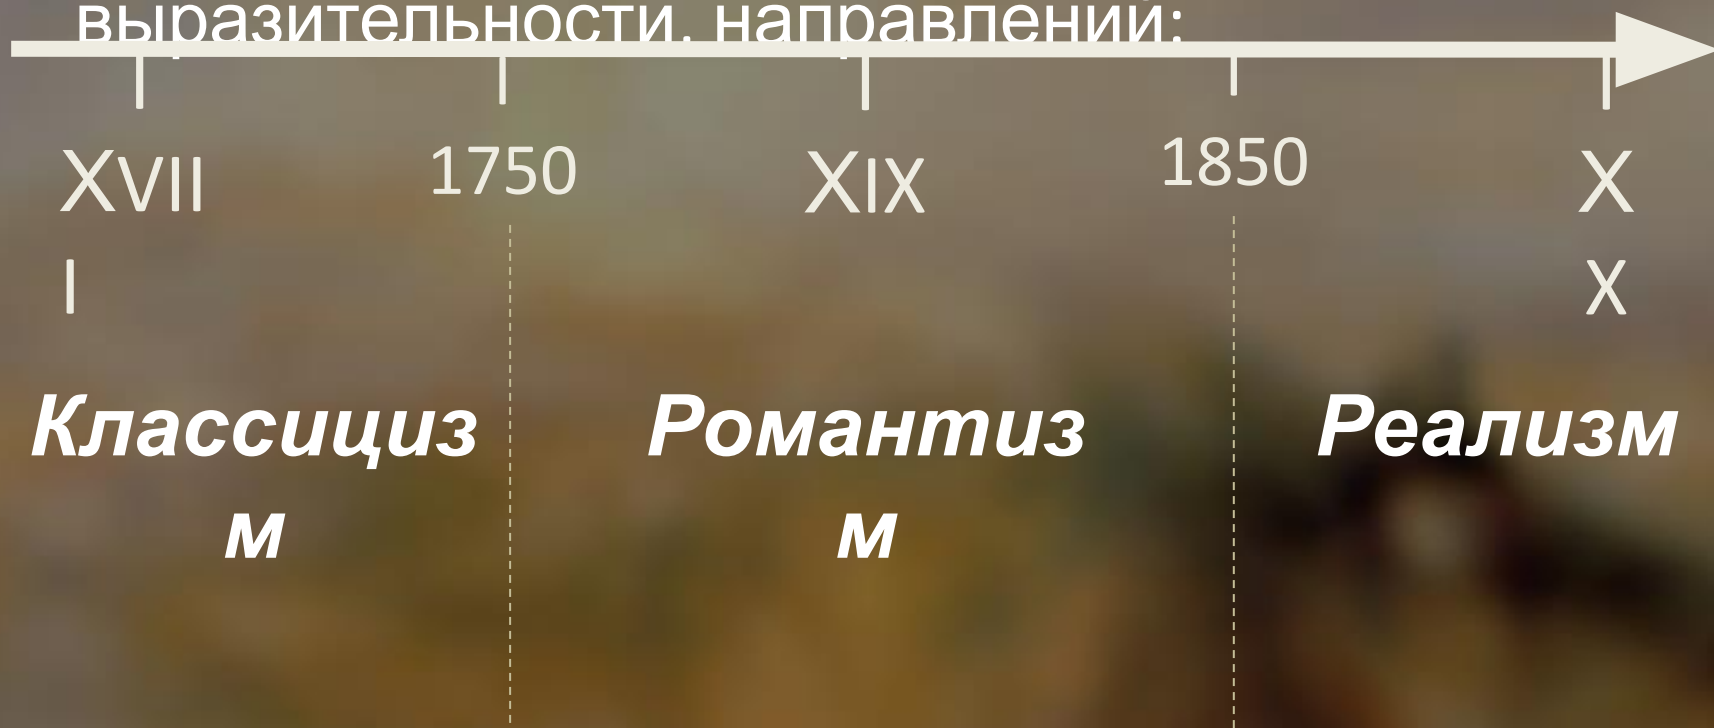 выразительности. направлений:
XVII 1750 XIX 1850 X
I X
Классициз Романтиз Реализм
м м